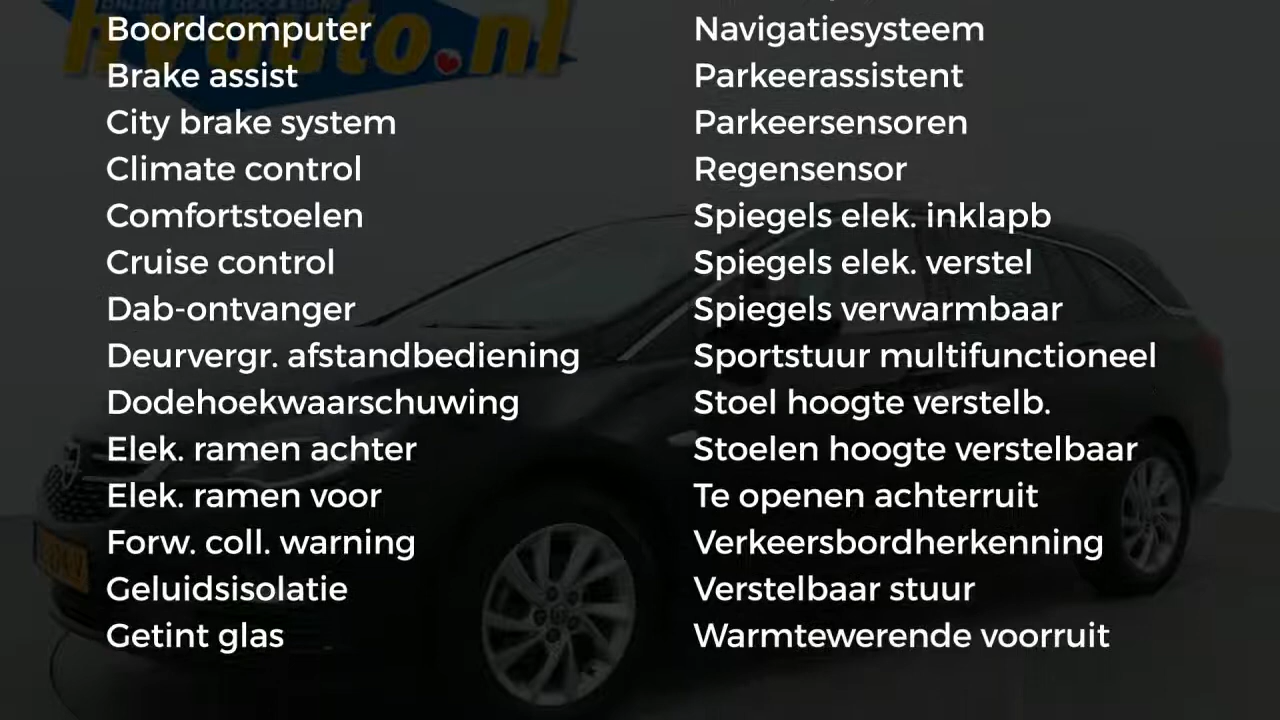 ONLINE DEALEROCCASIONS
Boordcomputer
Brake assist
City brake system
Climate control
Comfortstoelen
Cruise control
Dab-ontvanger
Deurvergr. afstandbediening
Dodehoekwaarschuwing
Elek. ramen achter
Elek. ramen voor
Forw. coll. warning
Geluidsisolatie
Getint glas
Navigatiesysteem
Parkeerassistent
Parkeersensoren
Regensensor
Spiegels elek. inklapb
Spiegels elek. verstel
Spiegels verwarmbaar
Sportstuur multifunctioneel
Stoel hoogte verstelb.
Stoelen hoogte verstelbaar
Te openen achterruit
Verkeersbordherkenning
Verstelbaar stuur
Warmtewerende voorruit